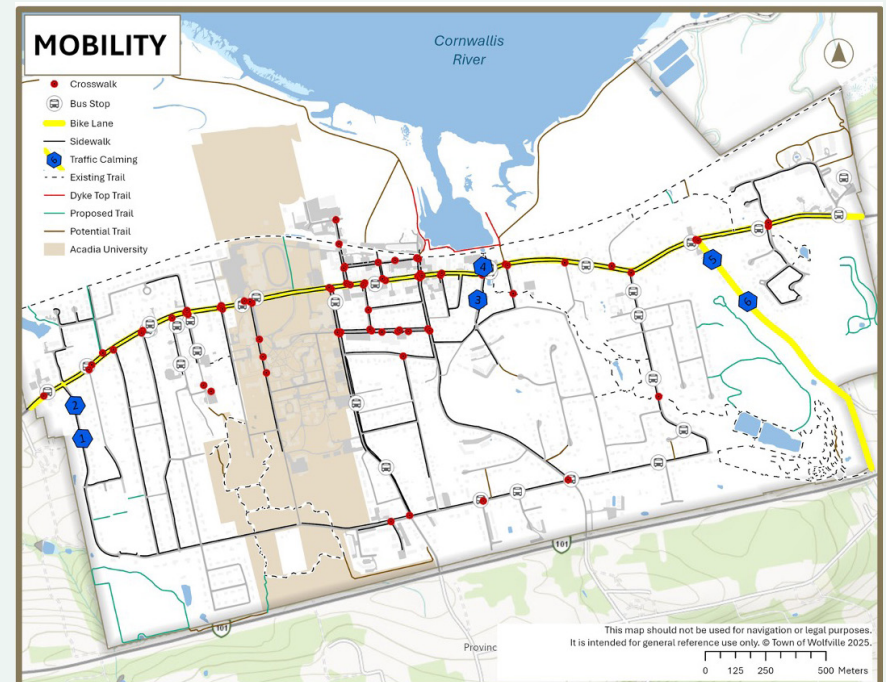 MOBILITY
Cornwallis
River
Crosswalk
Bus Stop
Bike Lane
Sidewalk
6 Traffic Calming
Existing Trail
Dyke Top Trail
Proposed Trail
Potential Trail
Acadia University
4
5
3
6
2
1
101
101
Provinc
This map should not be used for navigation or legal purposes.
It is intended for general reference use only. © Town of Wolfville 2025.
0 125 250 500 Meters